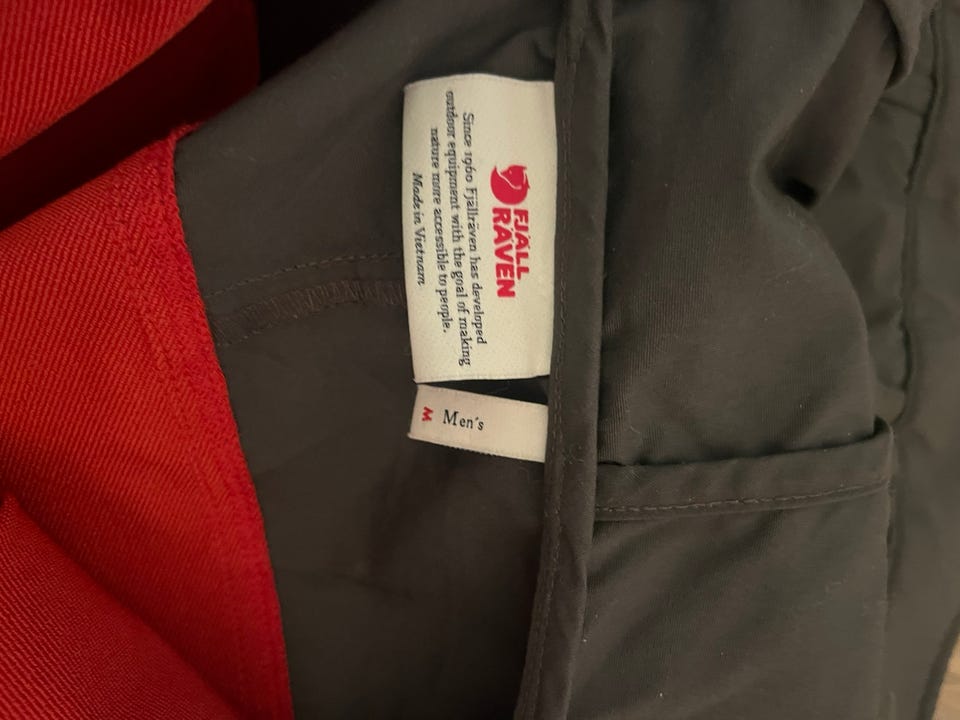 FJÄLL
RÄVEN
Since 1960 Fjällräven has developed
outdoor equipment with the goal of making
nature more accessible to people.
Made in Vietnam
Men's
M